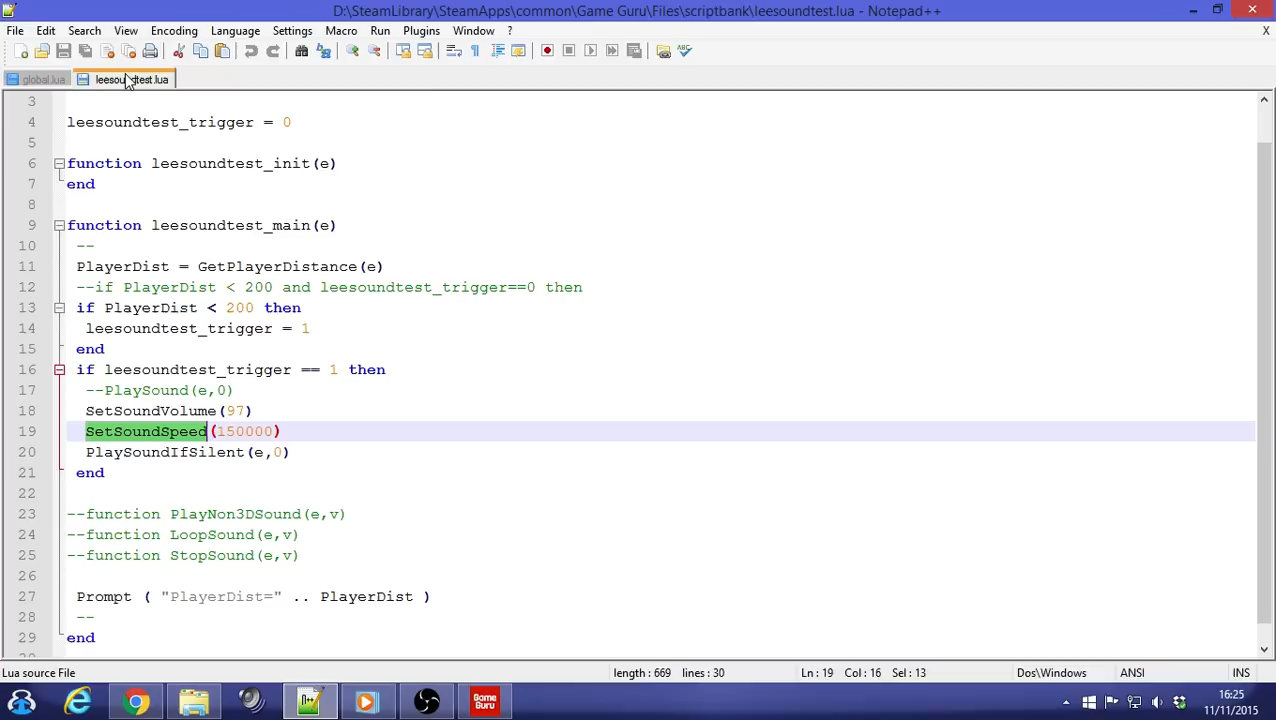 D:\SteamLibrary\SteamApps\common\Game Guru\Files\scriptbank\leesoundtest.lua - Notepad++
File Edit Search View Encoding Language Settings Macro Run Plugins Window ? X
global.lua leesoundtest.lua
3
4 leesoundtest_trigger = 0
5
6 function leesoundtest_init(e)
7 end
8
9 function leesoundtest_main(e)
10 --
11 PlayerDist = GetPlayerDistance(e)
12 --if PlayerDist < 200 and leesoundtest_trigger==0 then
13 if PlayerDist < 200 then
14 leesoundtest_trigger = 1
15 end
16 if leesoundtest_trigger == 1 then
17 --PlaySound(e,0)
18 SetSoundVolume(97)
19 SetSoundSpeed(150000)
20 PlaySoundIfSilent(e,0)
21 end
22
23 --function PlayNon3DSound(e,v)
24 --function LoopSound(e,v)
25 --function StopSound(e,v)
26
27 Prompt ( "PlayerDist=" .. PlayerDist )
28 --
29 end
Lua source File length : 669 lines : 30 Ln : 19 Col : 16 Sel : 13 Dos\Windows ANSI INS
GameGuru
16:25
11/11/2015